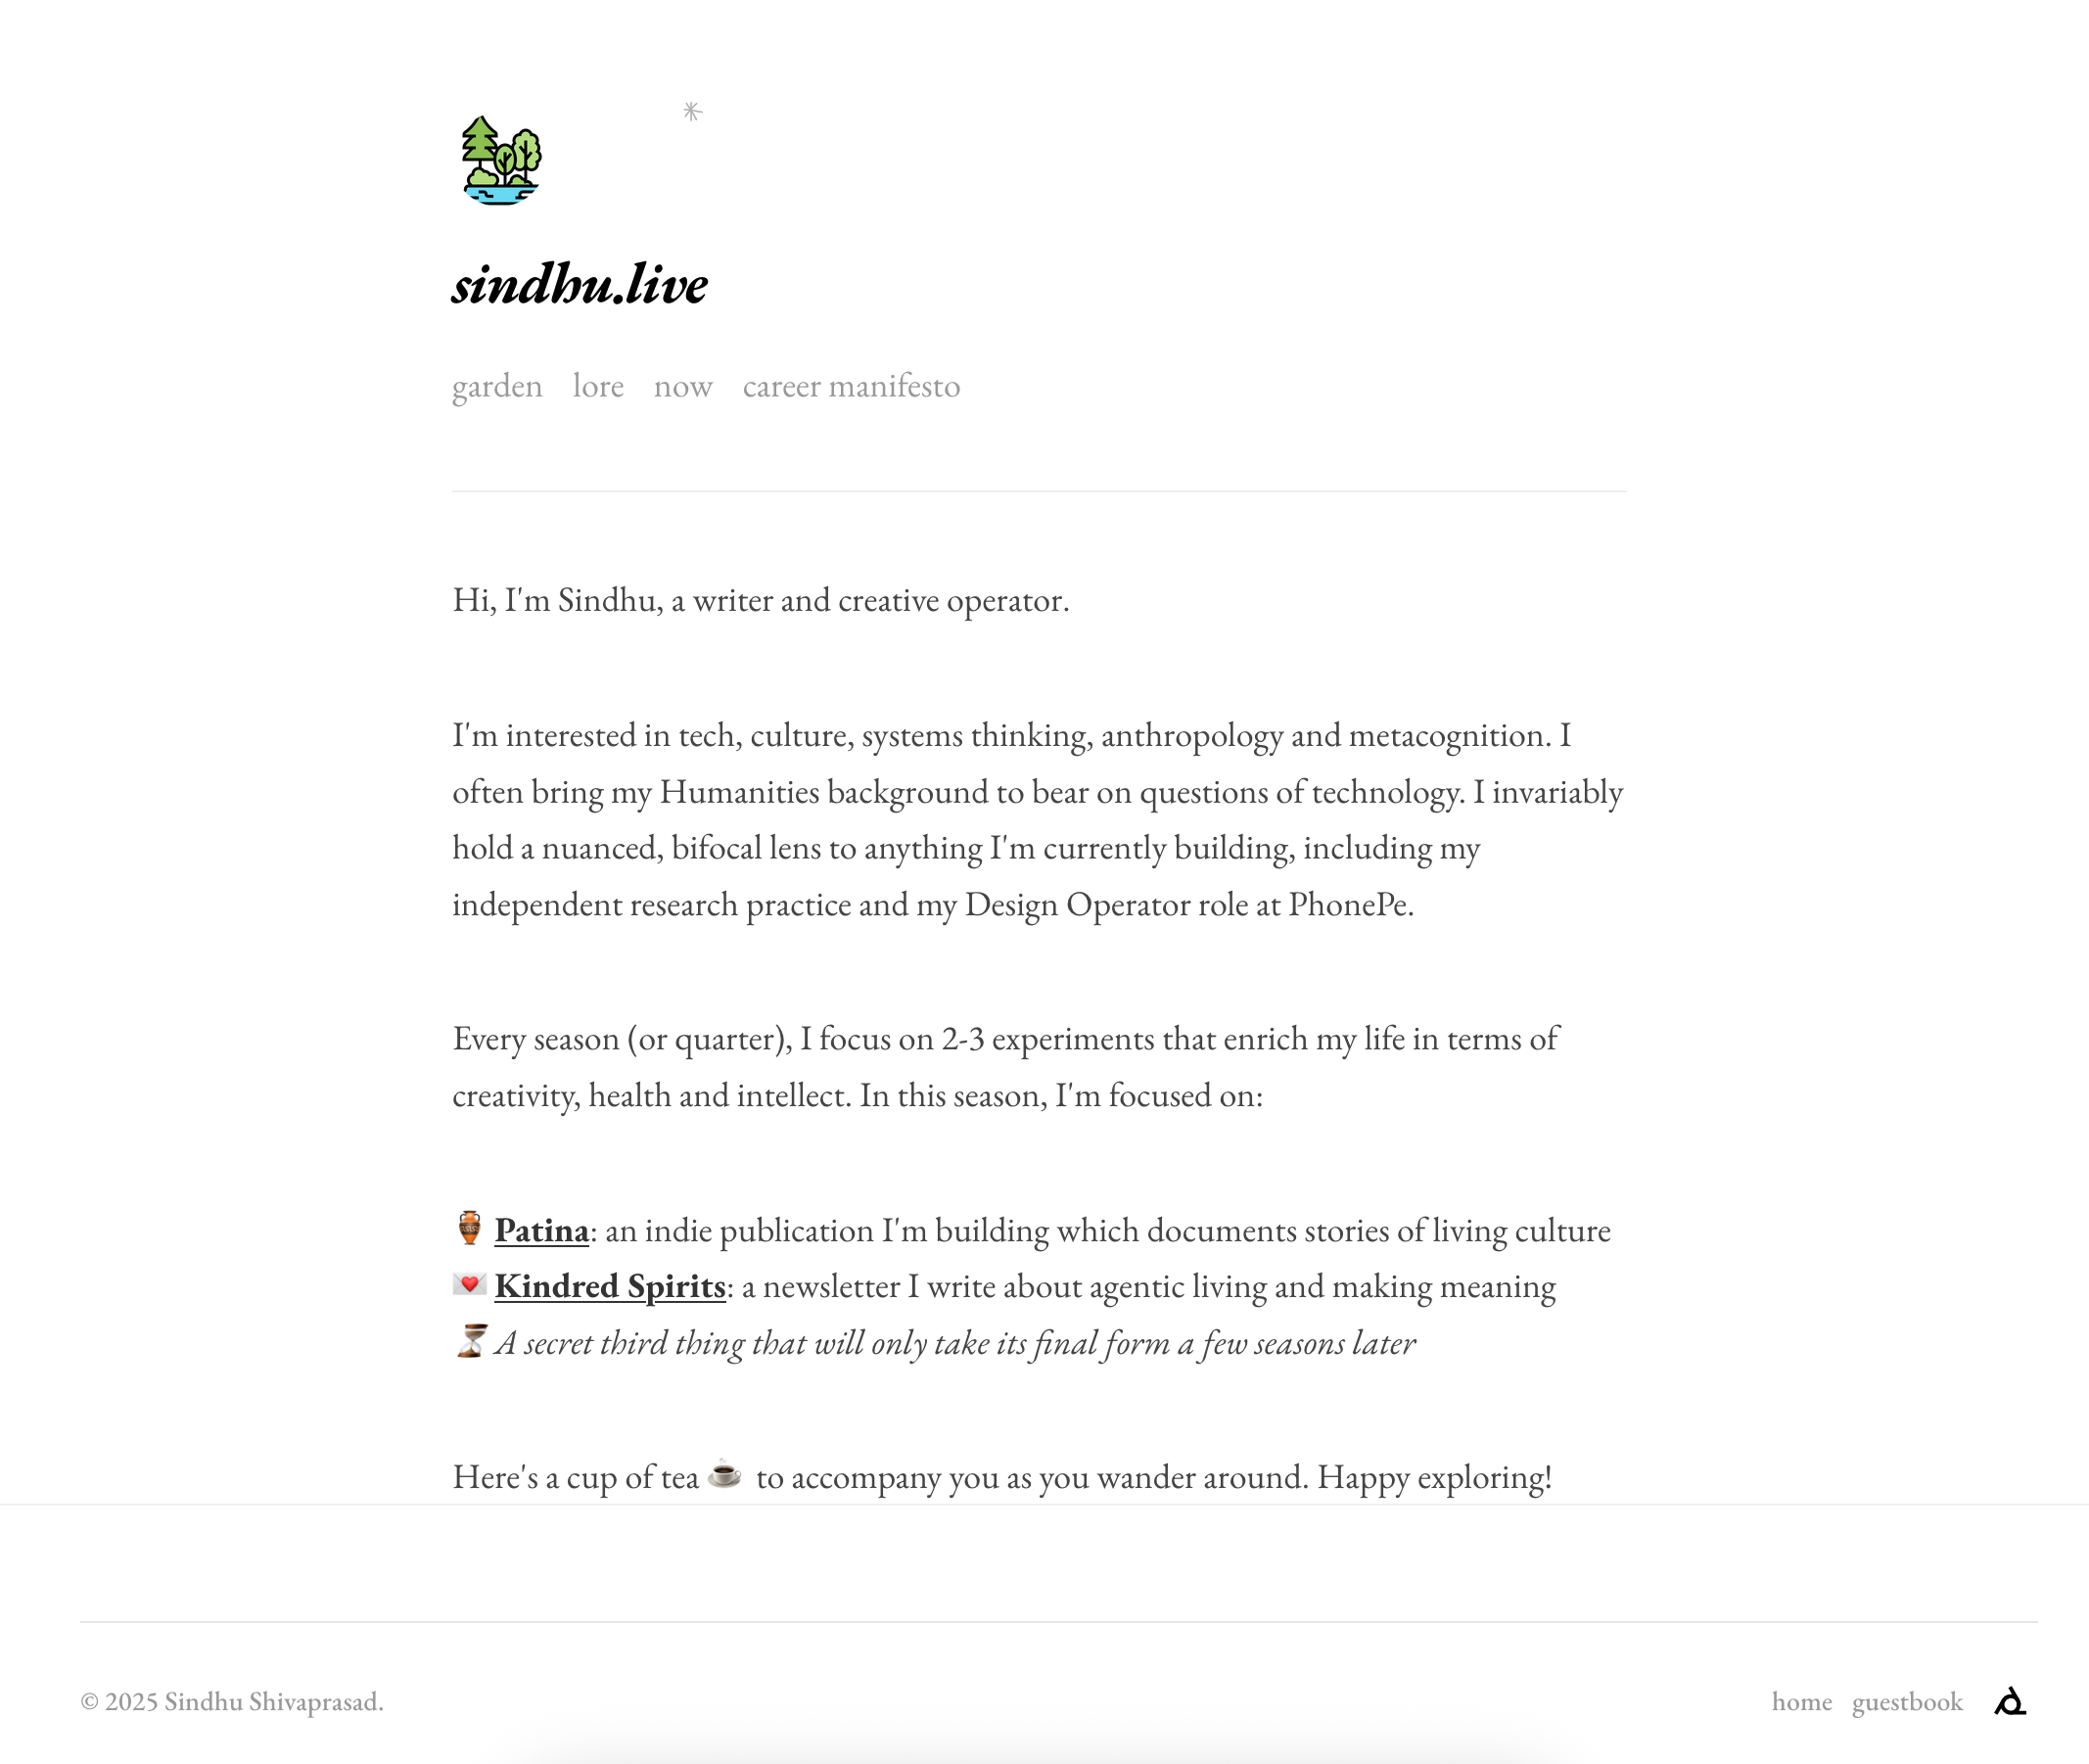 sindhu.live
garden lore now career manifesto
Hi, I'm Sindhu, a writer and creative operator.
I'm interested in tech, culture, systems thinking, anthropology and metacognition. I
often bring my Humanities background to bear on questions of technology. I invariably
hold a nuanced, bifocal lens to anything I'm currently building, including my
independent research practice and my Design Operator role at PhonePe.
Every season (or quarter), I focus on 2-3 experiments that enrich my life in terms of
creativity, health and intellect. In this season, I'm focused on:
🏺 Patina: an indie publication I'm building which documents stories of living culture
💌 Kindred Spirits: a newsletter I write about agentic living and making meaning
⏳ A secret third thing that will only take its final form a few seasons later
Here's a cup of tea ☕ to accompany you as you wander around. Happy exploring!
© 2025 Sindhu Shivaprasad.
home guestbook